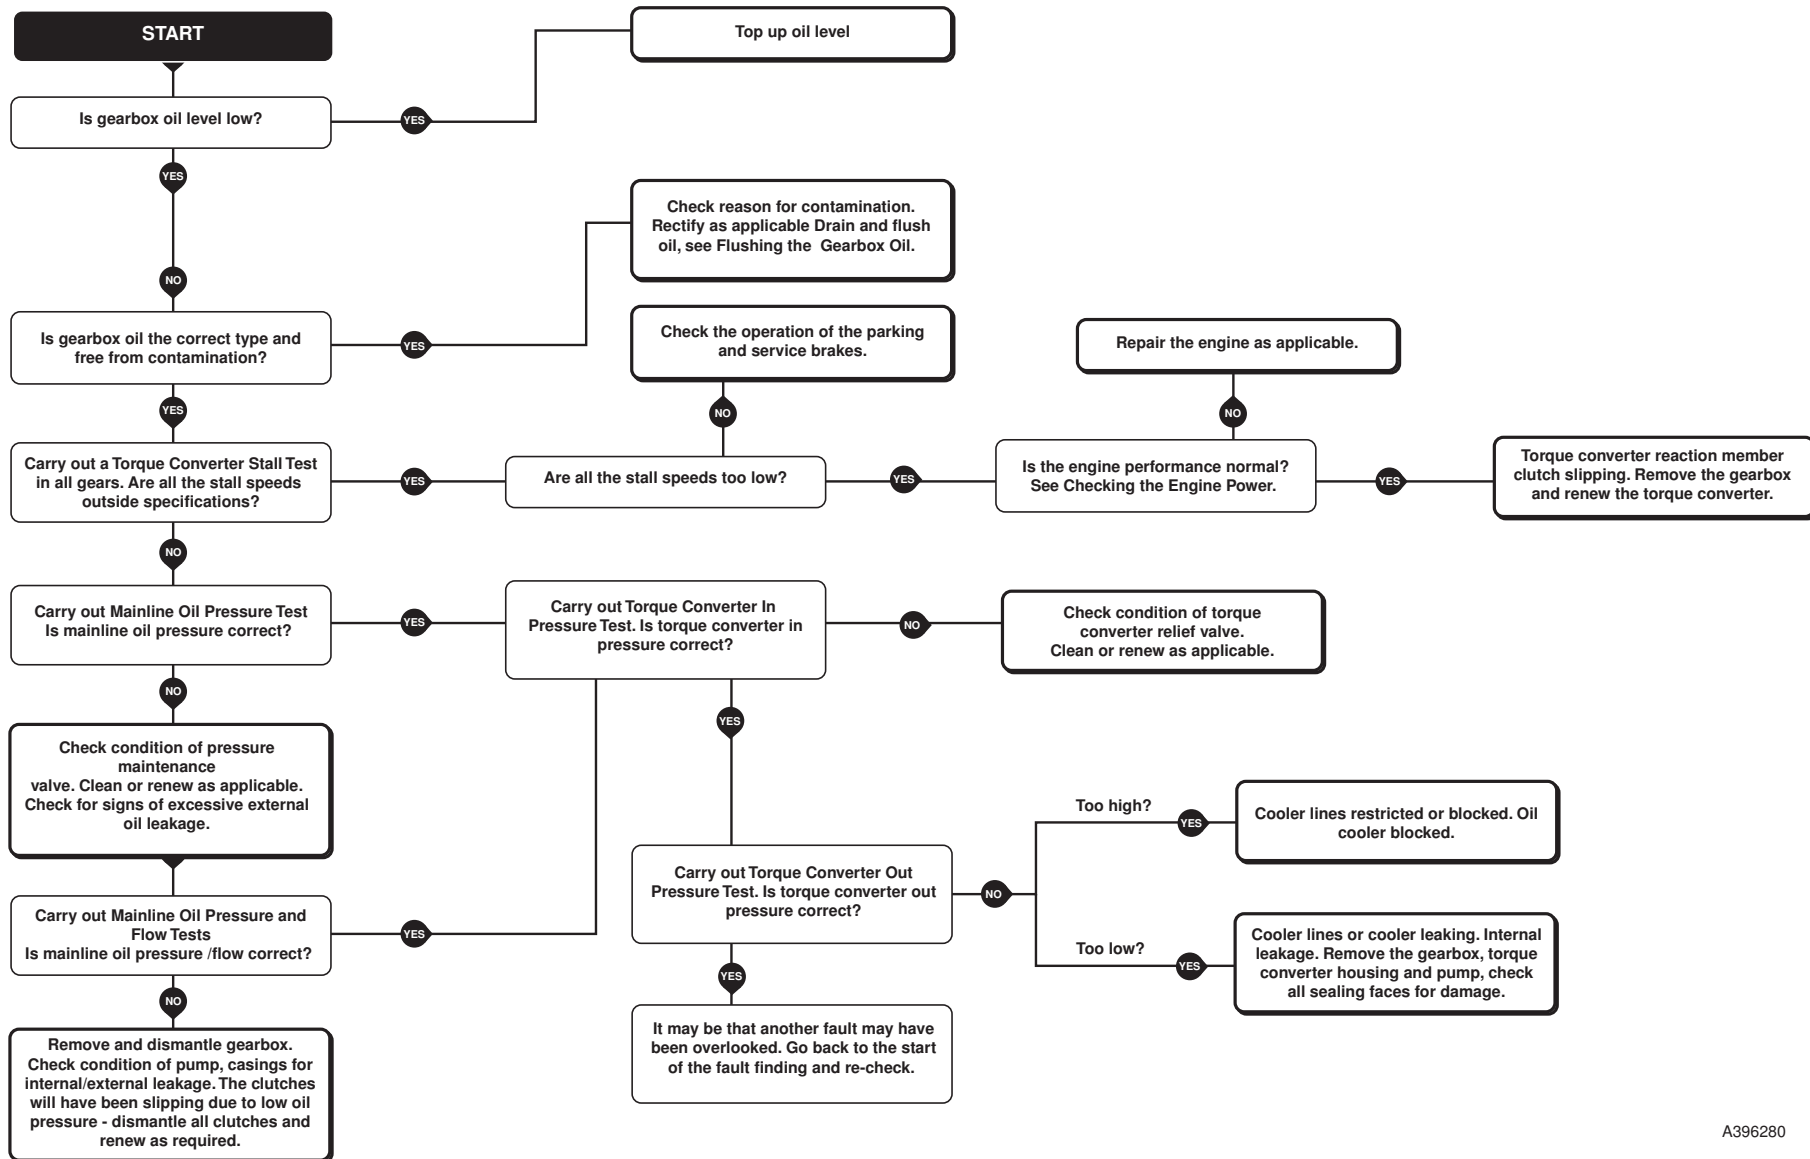 START
Top up oil level
Is gearbox oil level low?
YES
YES
NO
Check reason for contamination.
Rectify as applicable Drain and flush
oil, see Flushing the Gearbox Oil.
Is gearbox oil the correct type and
free from contamination?
YES
Check the operation of the parking
and service brakes.
Repair the engine as applicable.
YES
NO
NO
Carry out a Torque Converter Stall Test
in all gears. Are all the stall speeds
outside specifications?
YES
Are all the stall speeds too low?
YES
Is the engine performance normal?
See Checking the Engine Power.
YES
Torque converter reaction member
clutch slipping. Remove the gearbox
and renew the torque converter.
NO
Carry out Mainline Oil Pressure Test
Is mainline oil pressure correct?
YES
Carry out Torque Converter In
Pressure Test. Is torque converter in
pressure correct?
NO
Check condition of torque
converter relief valve.
Clean or renew as applicable.
NO
YES
Check condition of pressure
maintenance
valve. Clean or renew as applicable.
Check for signs of excessive external
oil leakage.
Carry out Mainline Oil Pressure and
Flow Tests
Is mainline oil pressure /flow correct?
YES
Carry out Torque Converter Out
Pressure Test. Is torque converter out
pressure correct?
NO
Too high?
YES
Cooler lines restricted or blocked. Oil
cooler blocked.
Too low?
YES
Cooler lines or cooler leaking. Internal
leakage. Remove the gearbox, torque
converter housing and pump, check
all sealing faces for damage.
NO
YES
Remove and dismantle gearbox.
Check condition of pump, casings for
internal/external leakage. The clutches
will have been slipping due to low oil
pressure - dismantle all clutches and
renew as required.
It may be that another fault may have
been overlooked. Go back to the start
of the fault finding and re-check.
A396280